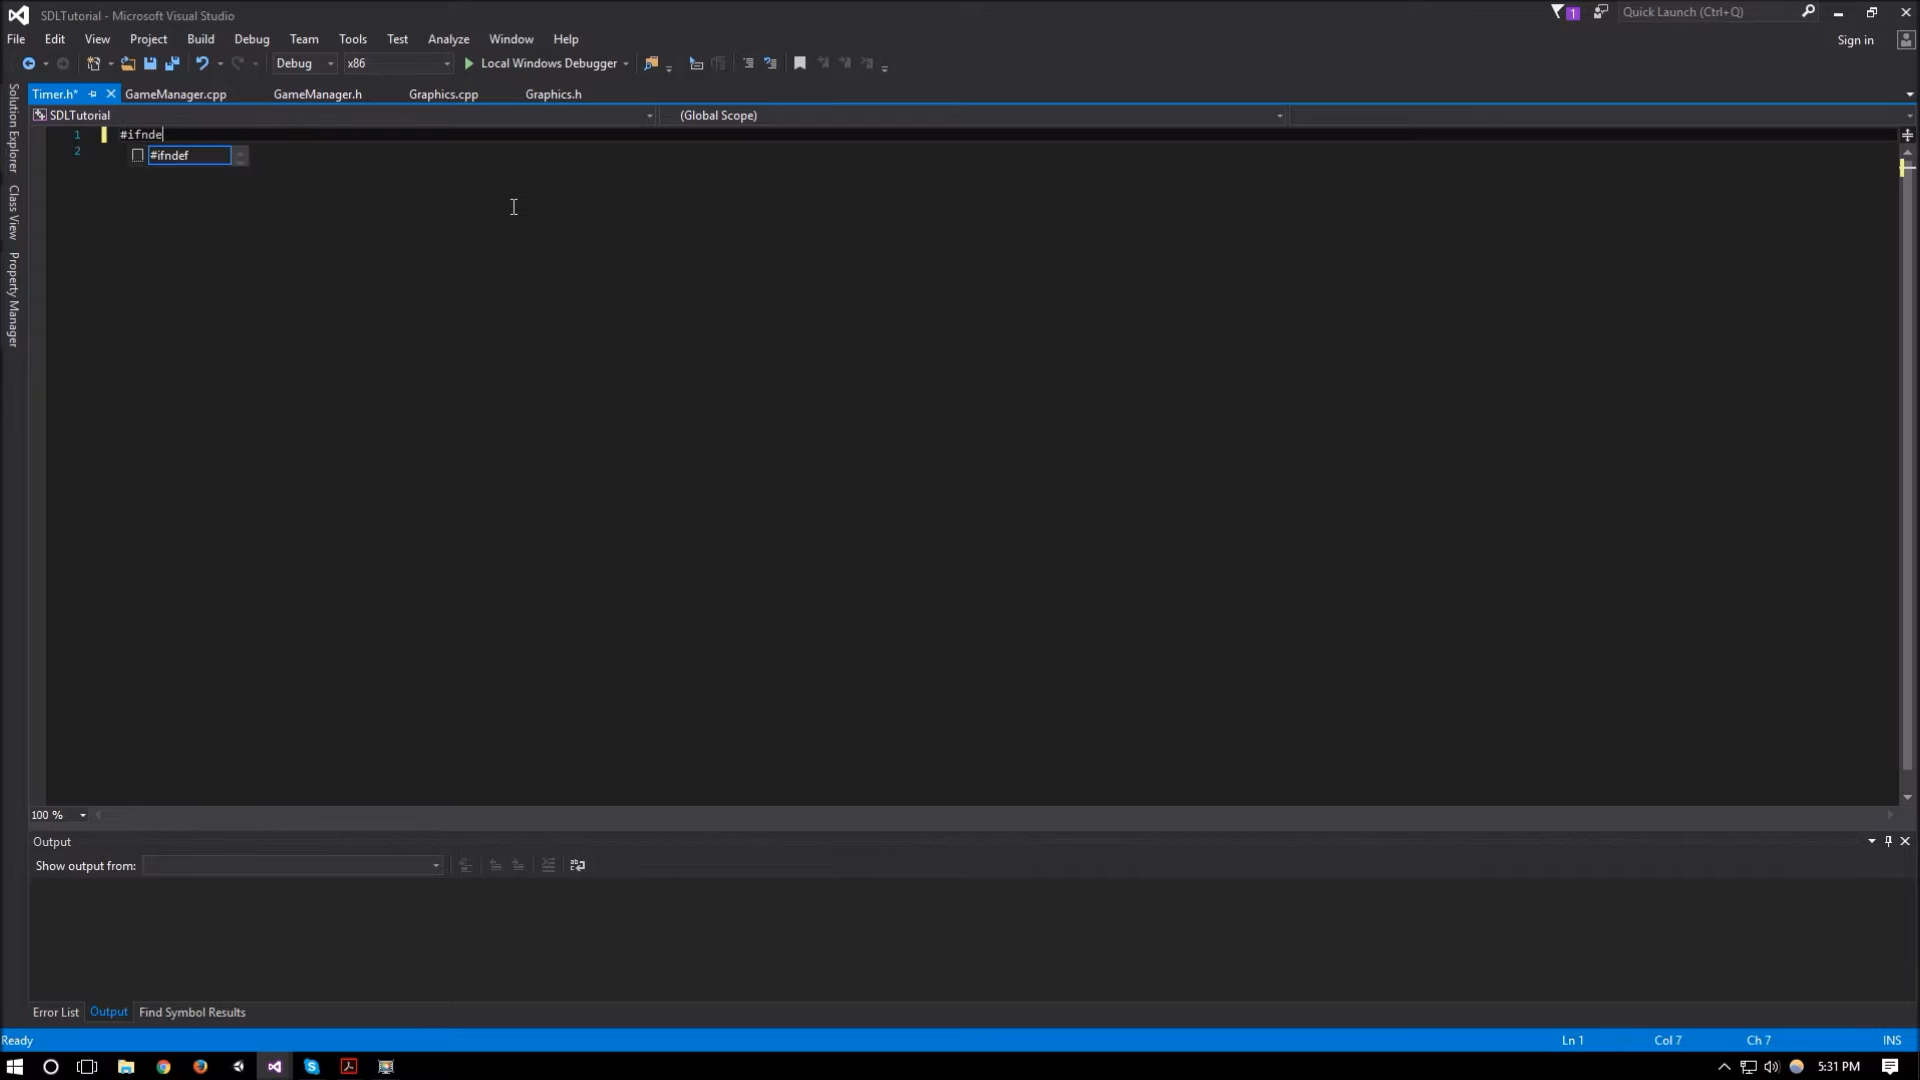 SDLTutorial - Microsoft Visual Studio
1
Quick Launch (Ctrl+Q)
File Edit View Project Build Debug Team Tools Test Analyze Window Help
Sign in
Debug x86 Local Windows Debugger
Timer.h* GameManager.cpp GameManager.h Graphics.cpp Graphics.h
SDLTutorial (Global Scope)
Solution Explorer
Class View
Property Manager
1 #ifnde
2
#ifndef
100 %
Output
Show output from:
Error List Output Find Symbol Results
Ready Ln 1 Col 7 Ch 7 INS
5:31 PM